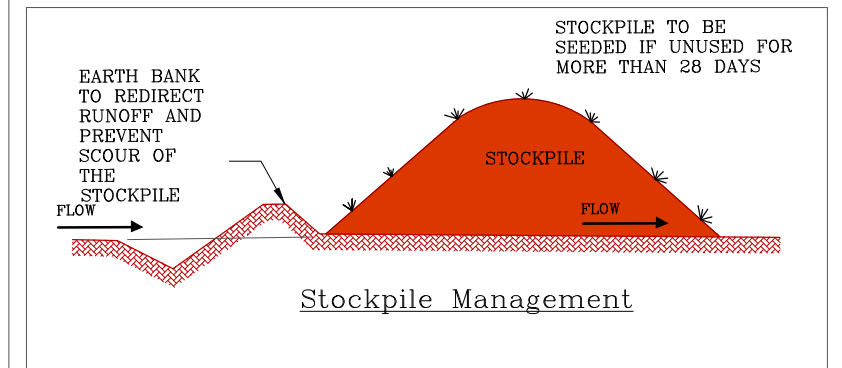 STOCKPILE TO BE
SEEDED IF UNUSED FOR
MORE THAN 28 DAYS
EARTH BANK
TO REDIRECT
RUNOFF AND
PREVENT
SCOUR OF
THE
STOCKPILE
FLOW
STOCKPILE
FLOW
Stockpile Management